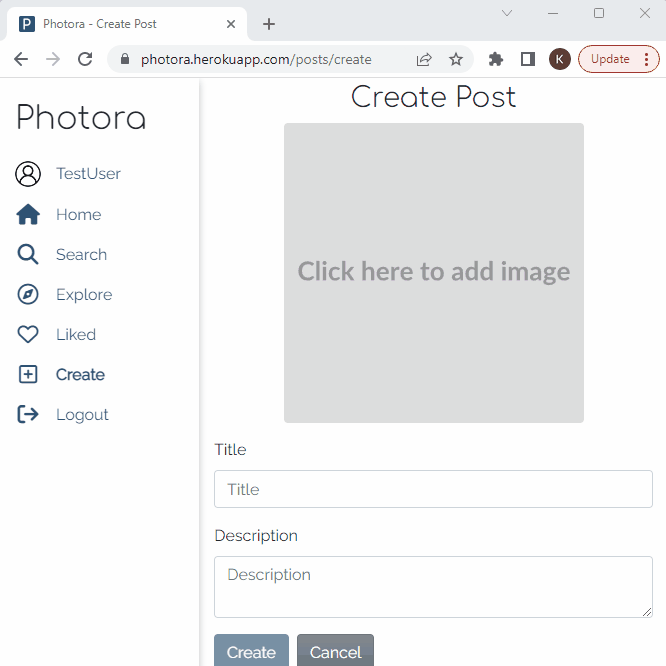 Photora - Create Post
photora.herokuapp.com/posts/create
K
Update
Photora
TestUser
Home
Search
Explore
Liked
Create
Logout
Create Post
Click here to add image
Title
Title
Description
Description
Create
Cancel